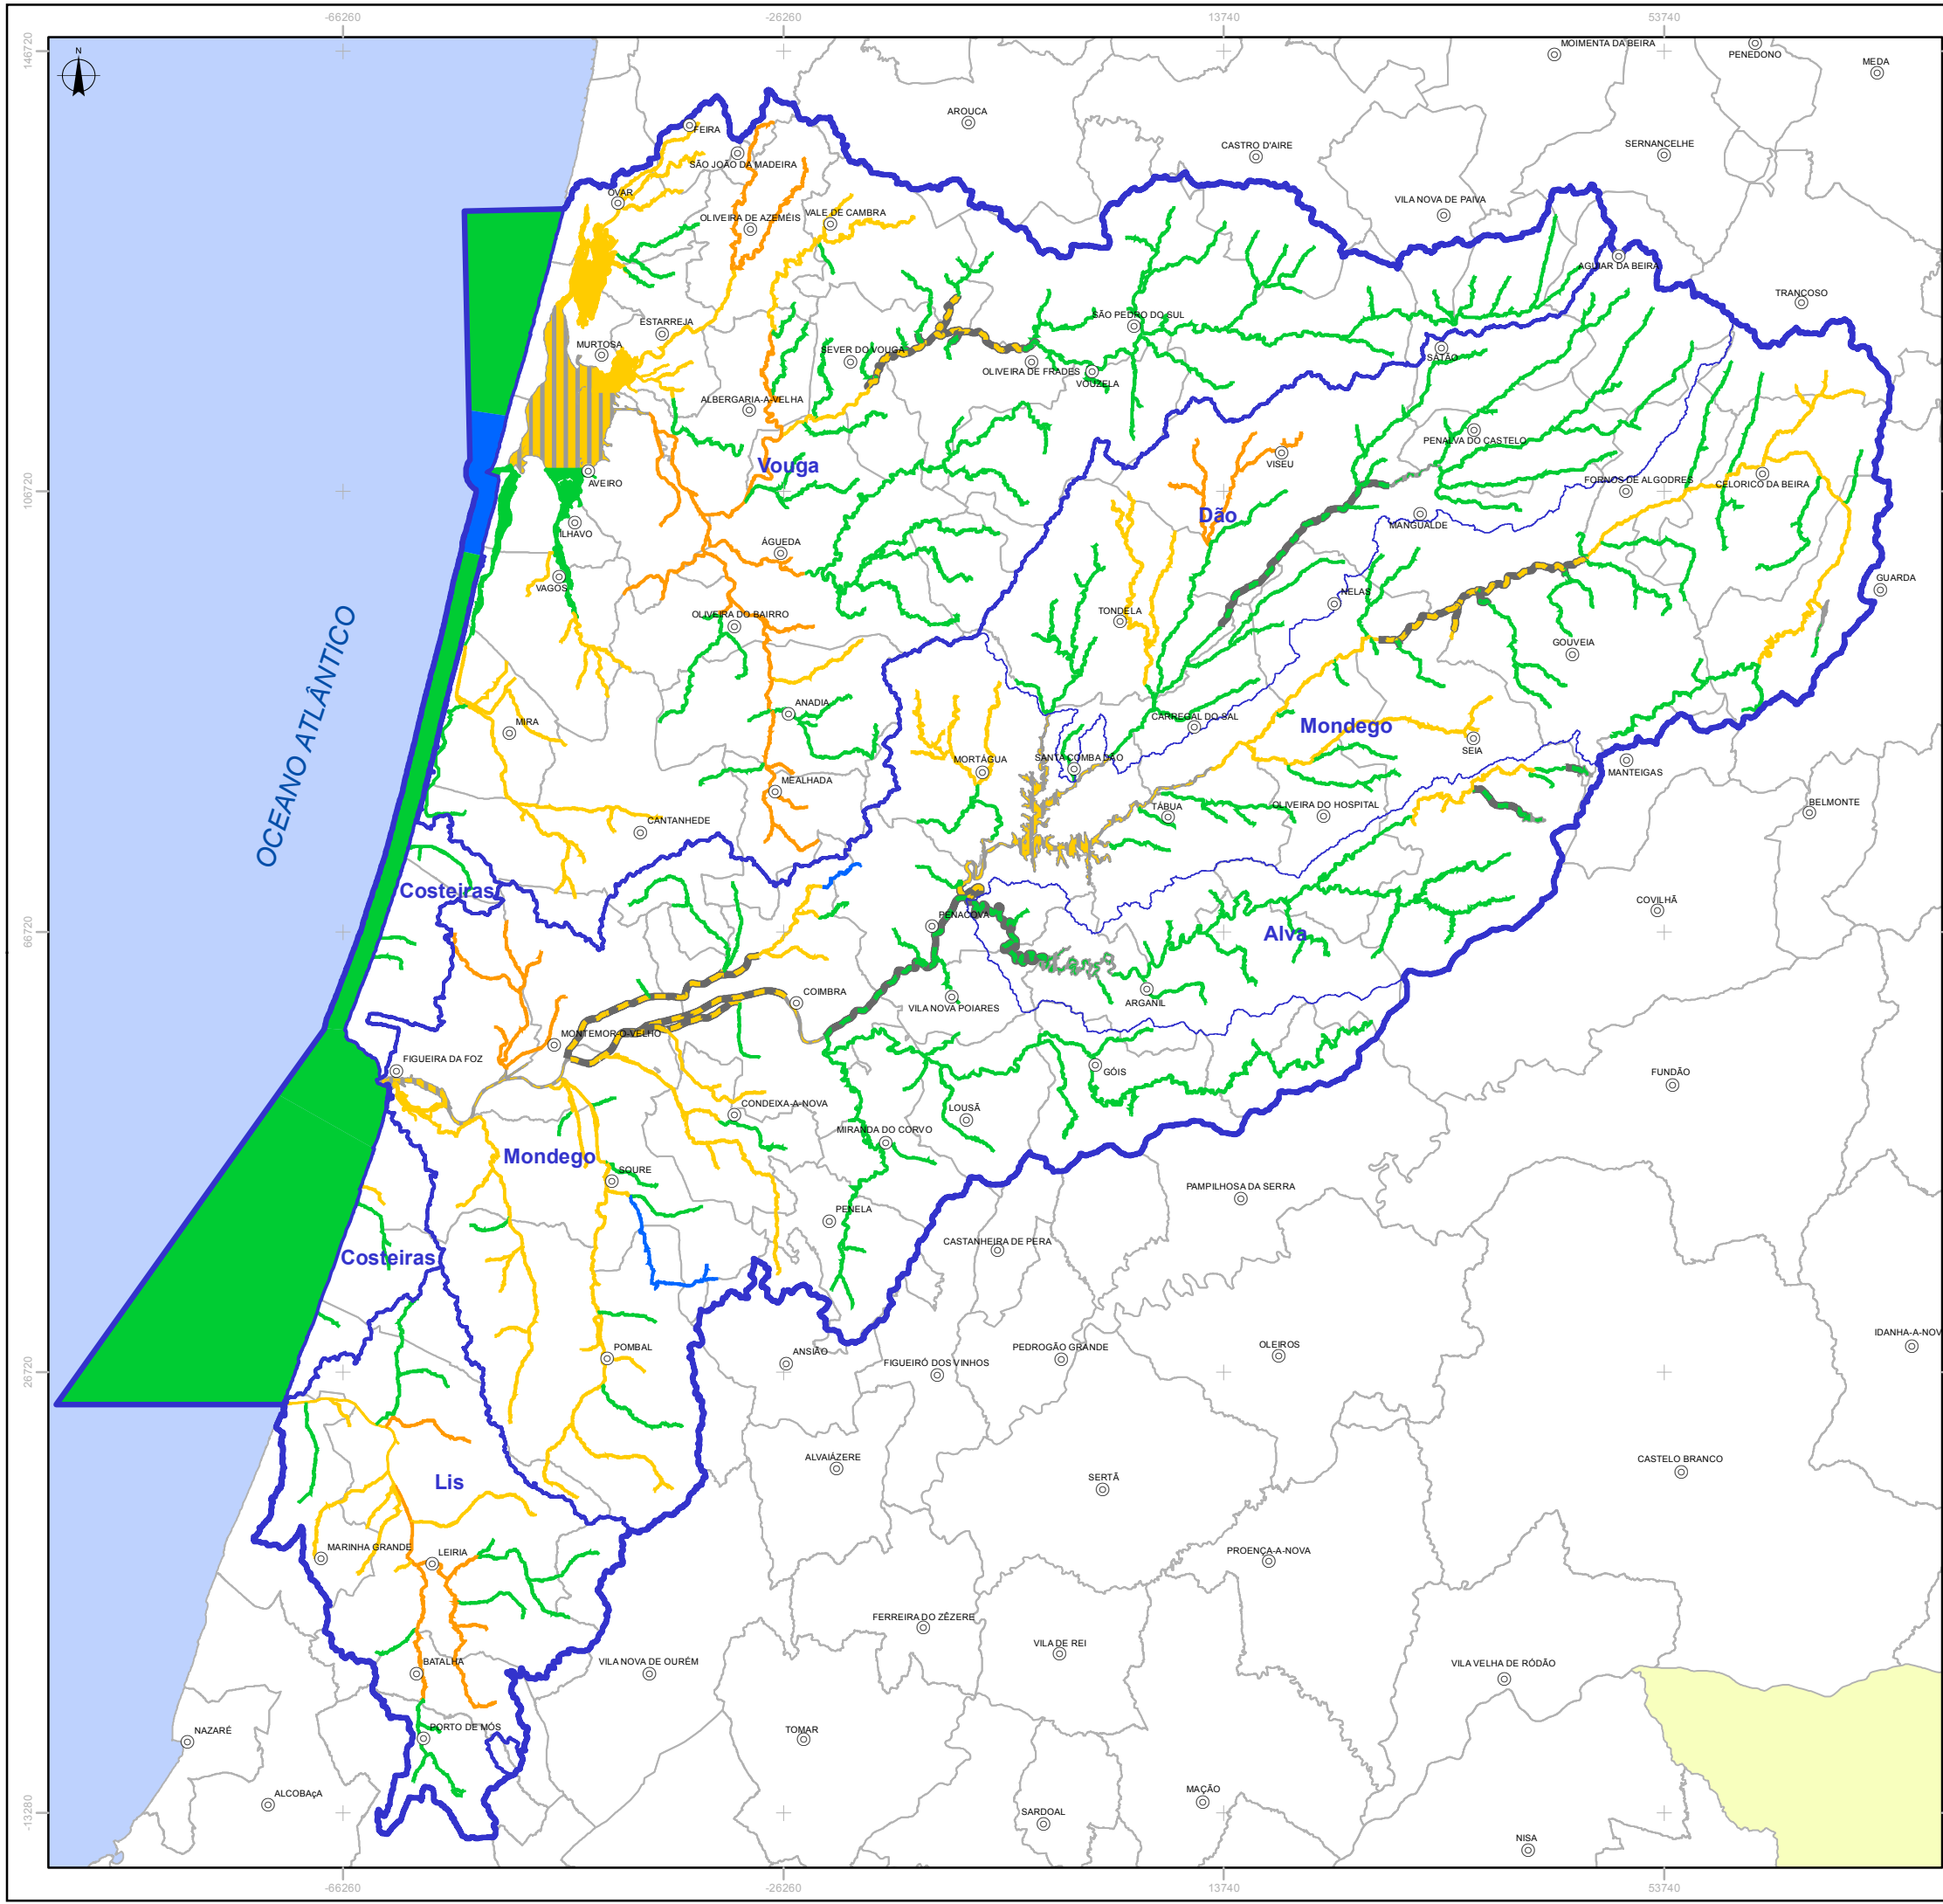 -66260
-26260
13740
53740
146720
N
MOIMENTA DA BEIRA
PENEDONO
MEDA
AROUCA
FEIRA
CASTRO D'AIRE
SERNANCELHE
SÃO JOÃO DA MADEIRA
OVAR
OLIVEIRA DE AZEMÉIS
VALE DE CAMBRA
VILA NOVA DE PAIVA
AGUIAR DA BEIRA
TRANCOSO
ESTARREJA
SÃO PEDRO DO SUL
MURTOSA
SEVER DO VOUGA
OLIVEIRA DE FRADES
VOUZELA
SÁTÃO
ALBERGARIA-A-VELHA
PENALVA DO CASTELO
Vouga
VISEU
106720
AVEIRO
FORNOS DE ALGODRES
CELORICO DA BEIRA
Dão
MANGUALDE
ILHAVO
ÁGUEDA
VAGOS
GUARDA
NELAS
OLIVEIRA DO BAIRRO
TONDELA
GOUVEIA
ANADIA
MIRA
CARREGAL DO SAL
Mondego
SEIA
OCEANO ATLÂNTICO
MORTÁGUA
SANTA COMBA DÃO
MANTEIGAS
MEALHADA
TÁBUA
OLIVEIRA DO HOSPITAL
BELMONTE
CANTANHEDE
Costeiras
66720
PENACOVA
Alva
COVILHÃ
COIMBRA
VILA NOVA POIARES
ARGANIL
MONTEMOR-O-VELHO
FIGUEIRA DA FOZ
GÓIS
FUNDÃO
CONDEIXA-A-NOVA
LOUSÃ
MIRANDA DO CORVO
Mondego
SOURE
PAMPILHOSA DA SERRA
PENELA
CASTANHEIRA DE PERA
Costeiras
26720
POMBAL
ANSIÃO
FIGUEIRÓ DOS VINHOS
PEDROGÃO GRANDE
OLEIROS
IDANHA-A-NOV
ALVAIÁZERE
CASTELO BRANCO
Lis
SERTÃ
MARINHA GRANDE
LEIRIA
PROENÇA-A-NOVA
FERREIRA DO ZÊZERE
VILA DE REI
BATALHA
VILA NOVA DE OURÉM
VILA VELHA DE RÓDÃO
NAZARÉ
PORTO DE MÓS
TOMAR
-13280
ALCOBAçA
MAÇÃO
SARDOAL
NISA
-66260
-26260
13740
53740